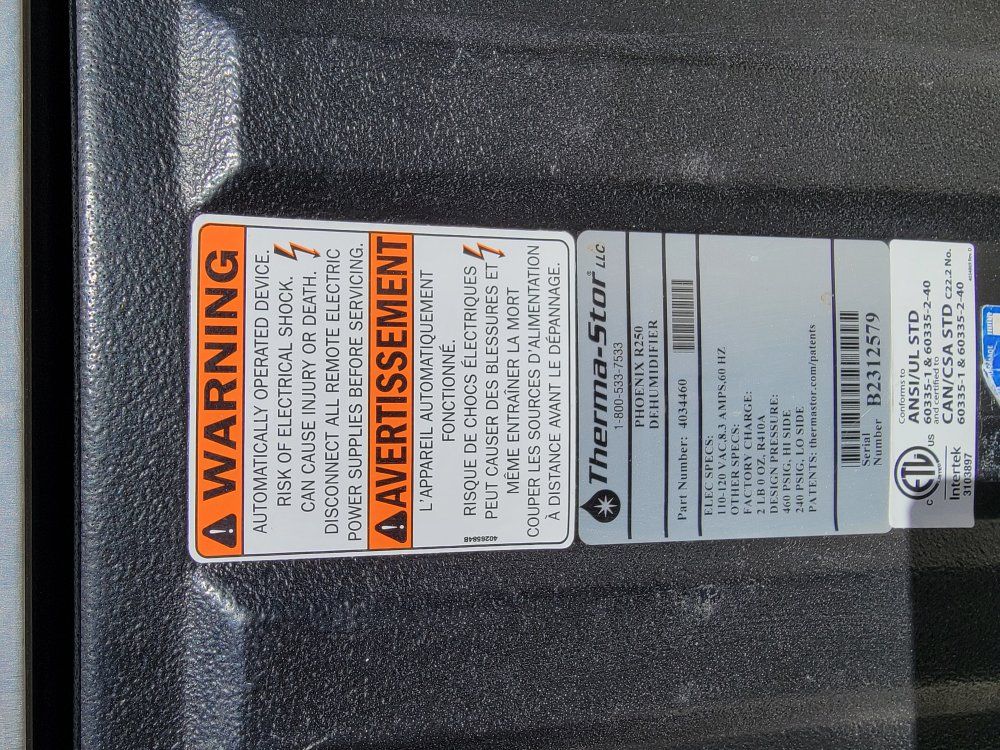 WARNING
AUTOMATICALLY OPERATED DEVICE.
RISK OF ELECTRICAL SHOCK.
CAN CAUSE INJURY OR DEATH.
DISCONNECT ALL REMOTE ELECTRIC
POWER SUPPLIES BEFORE SERVICING.
AVERTISSEMENT
L'APPAREIL AUTOMATIQUEMENT
FONCTIONNÉ.
RISQUE DE CHOCS ÉLECTRIQUES
PEUT CAUSER DES BLESSURES ET
MÊME ENTRAÎNER LA MORT
COUPER LES SOURCES D'ALIMENTATION
À DISTANCE AVANT LE DÉPANNAGE.
4026584B
Therma-Stor® LLC
1-800-533-7533
PHOENIX R250
DEHUMIDIFIER
Part Number: 4034460
ELEC SPECS:
110-120 VAC,8.3 AMPS,60 HZ
OTHER SPECS:
FACTORY CHARGE:
2 LB 0 OZ, R410A
DESIGN PRESSURE:
460 PSIG, HI SIDE
240 PSIG, LO SIDE
PATENTS: thermastor.com/patents
Serial
Number B2312579
C ETL US
Intertek
3103897
Conforms to
ANSI/UL STD
60335-1 & 60335-2-40
and certified to
CAN/CSA STD C22.2 No.
60335-1 & 60335-2-40